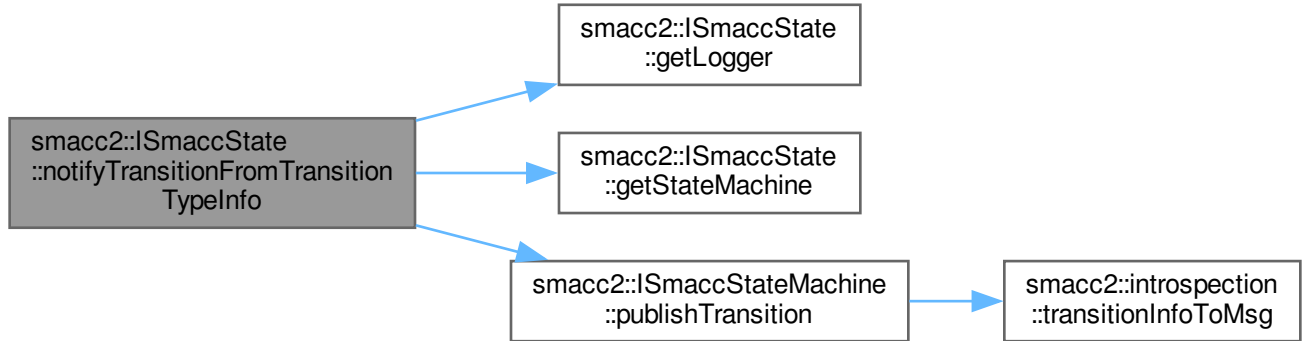 smacc2::ISmaccState
::notifyTransitionFromTransition
TypeInfo
smacc2::ISmaccState
::getLogger
smacc2::ISmaccState
::getStateMachine
smacc2::ISmaccStateMachine
::publishTransition
smacc2::introspection
::transitionInfoToMsg